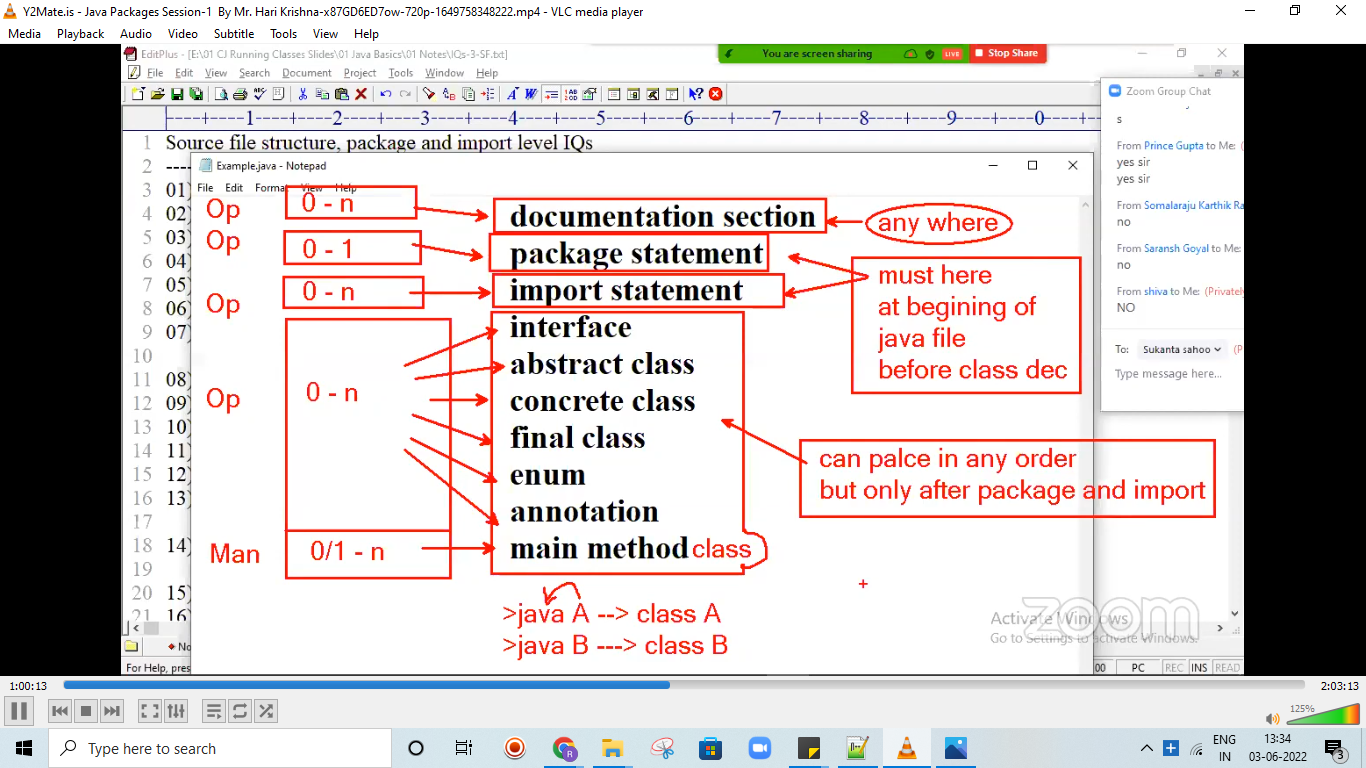 Y2Mate.is - Java Packages Session-1 By Mr. Hari Krishna-x87GD6ED7ow-720p-1649758348222.mp4 - VLC media player
Media Playback Audio Video Subtitle Tools View Help
EditPlus - [E:\01 CJ Running Classes Slides\01 Java Basics\01 Notes\IQs-3-SF.txt]
You are screen sharing LIVE Stop Share
File Edit View Search Document Project Tools Window Help
Zoom Group Chat
----+----1----+----2----+----3----+----4----+----5----+----6----+----7----+----8----+----9----+----0----+--
s
1 Source file structure, package and import level IQs
From Prince Gupta to Me:
yes sir
yes sir
2 ----
Example.java - Notepad
3 01)
File Edit Format View Help
4 02)
5 03)
6 04)
7 05)
8 06)
9 07)
10
11 08)
12 09)
13 10)
14 11)
15 12)
16 13)
17
18 14)
19
20 15)
21 16)
Op 0 - n documentation section any where
Op 0 - 1 package statement
Op 0 - n import statement
must here
at begining of
java file
before class dec
interface
abstract class
Op 0 - n concrete class
final class
enum
annotation
Man 0/1 - n main method class
can palce in any order
but only after package and import
>java A --> class A
>java B ---> class B
From Somalaraju Karthik Ra
no
From Saransh Goyal to Me:
no
From shiva to Me: (Privately
NO
To: Sukanta sahoo (P
Type message here...
zoom
Activate Windows
Go to Settings to activate Windows.
For Help, pres
00 PC REC INS READ
1:00:13 2:03:13
125%
Type here to search
ENG
IN
13:34
03-06-2022
3